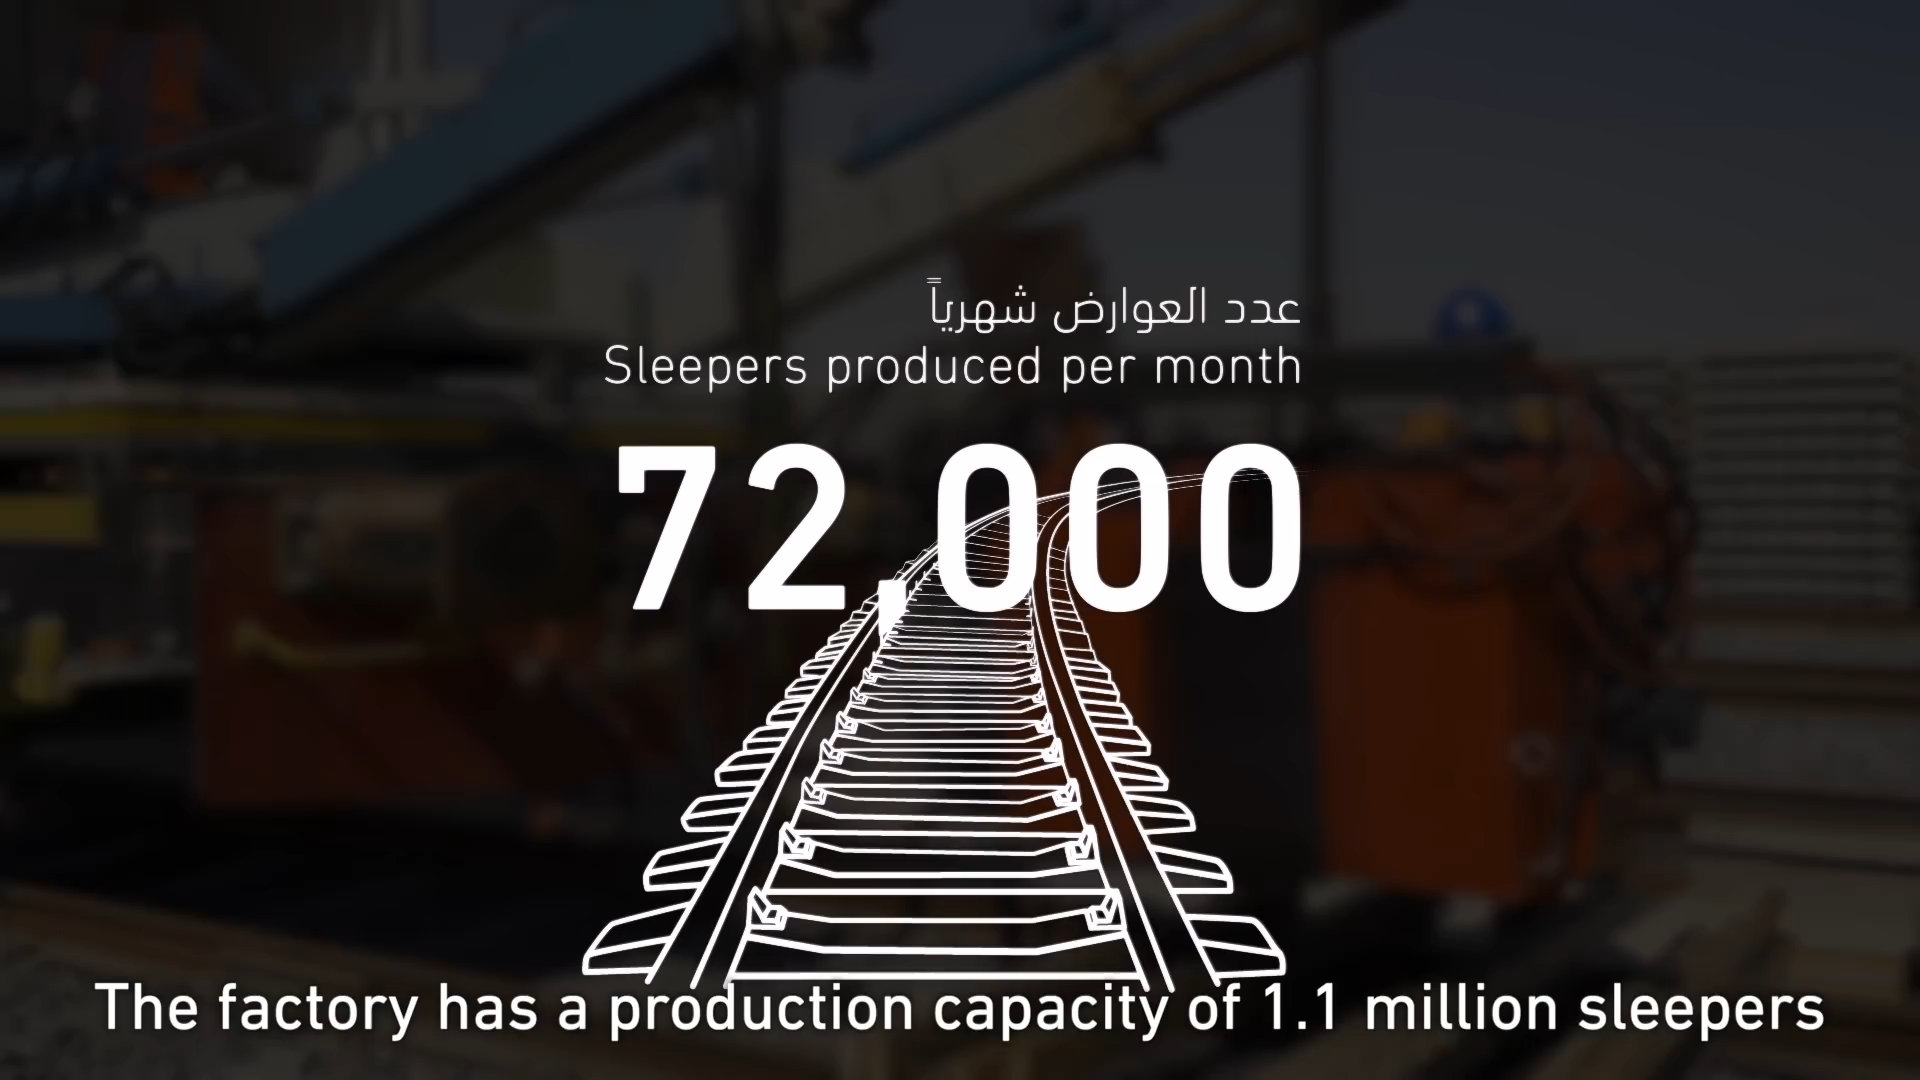 عدد العوارض شهرياً
Sleepers produced per month
72,000
The factory has a production capacity of 1.1 million sleepers